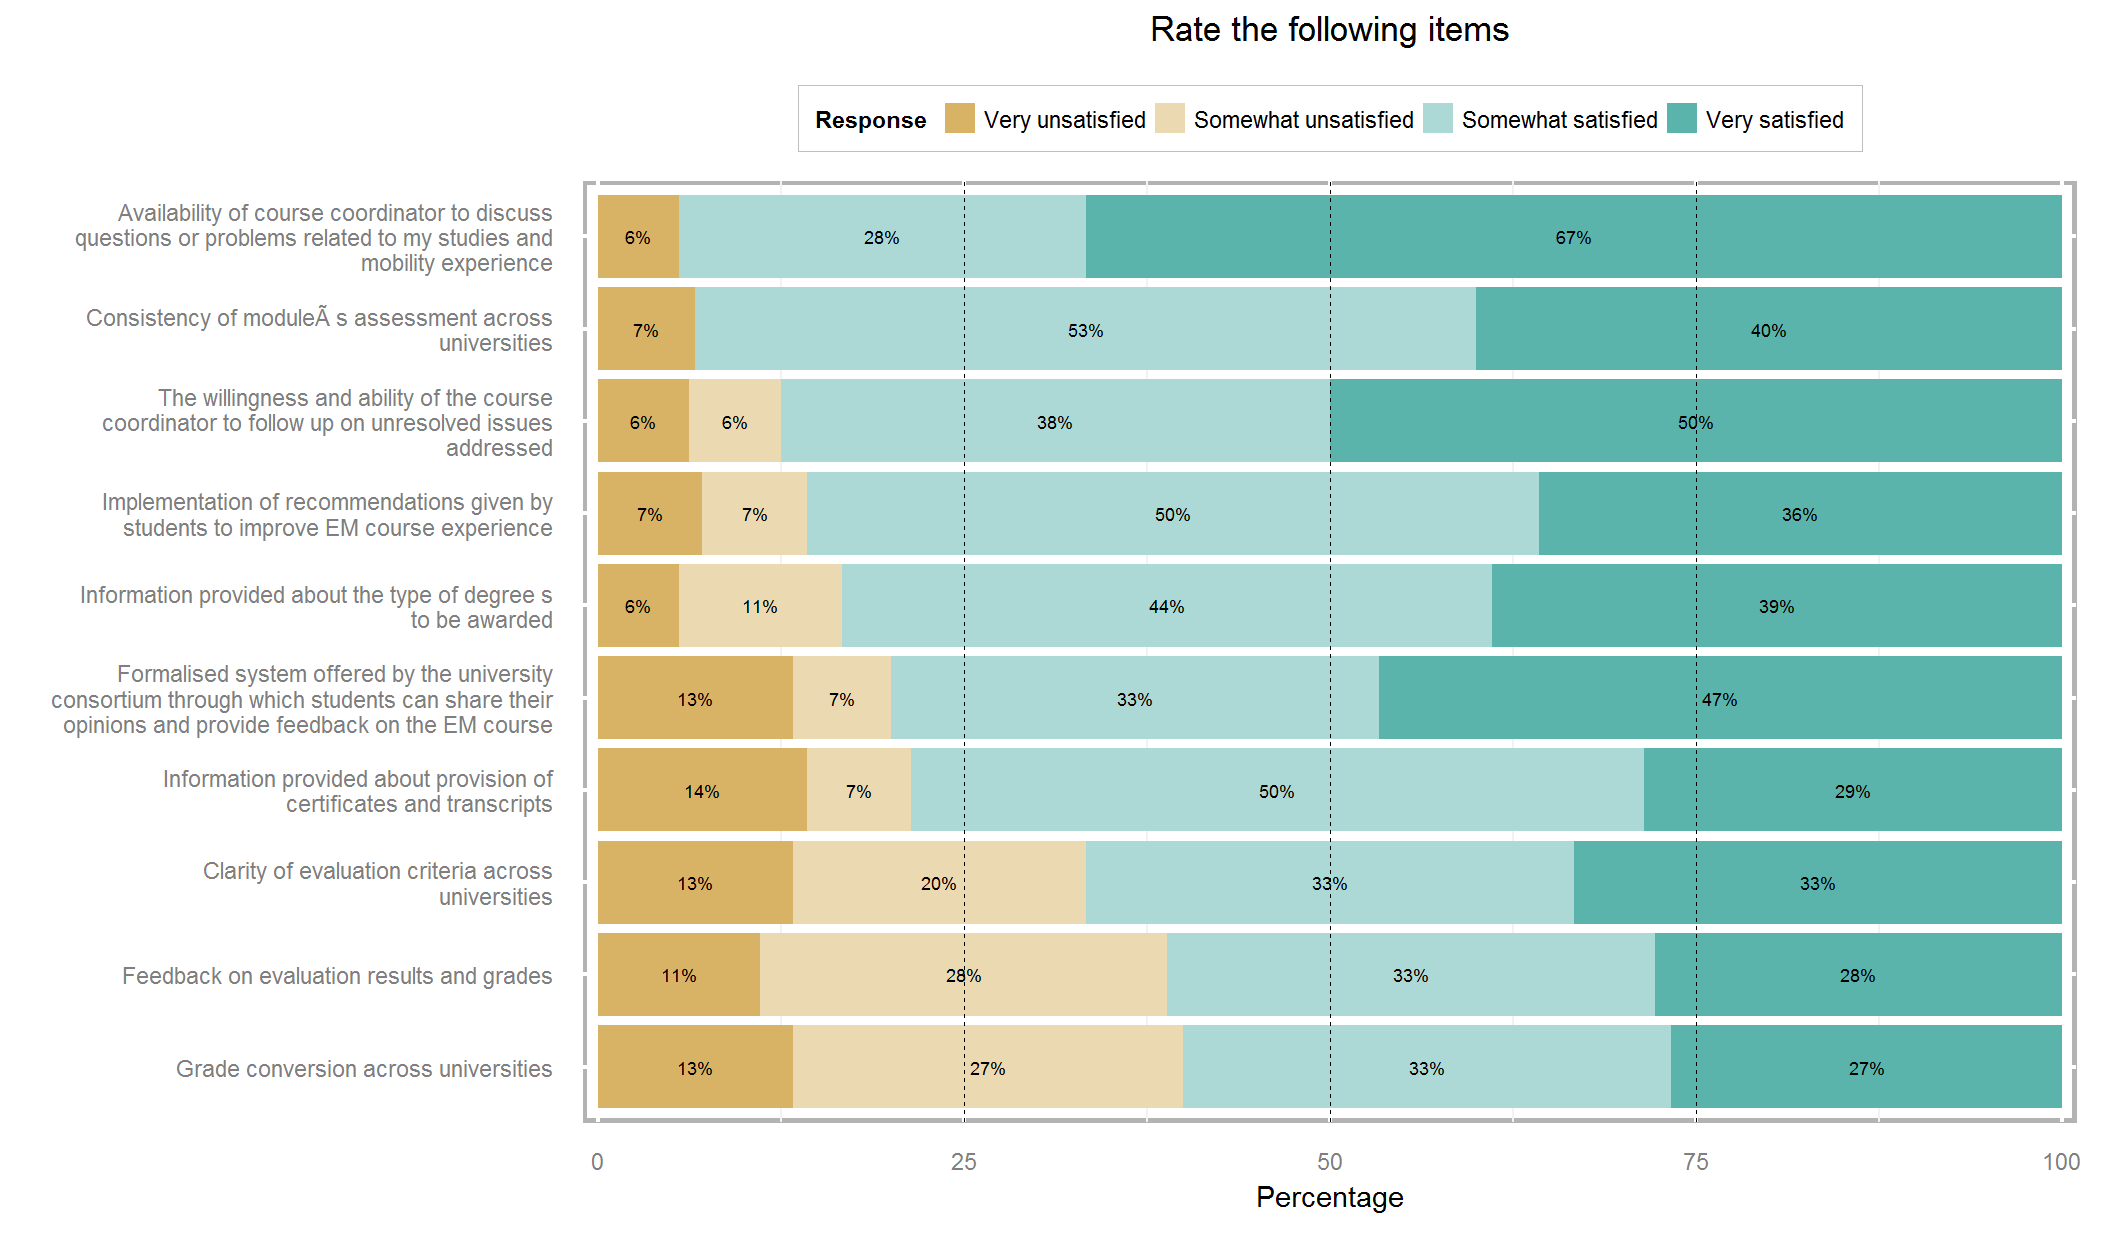 Rate the following items
Response Very unsatisfied Somewhat unsatisfied Somewhat satisfied Very satisfied
Availability of course coordinator to discuss
questions or problems related to my studies and
mobility experience
6% 28% 67%
Consistency of moduleÃ s assessment across
universities
7% 53% 40%
The willingness and ability of the course
coordinator to follow up on unresolved issues
addressed
6% 6% 38% 50%
Implementation of recommendations given by
students to improve EM course experience
7% 7% 50% 36%
Information provided about the type of degree s
to be awarded
6% 11% 44% 39%
Formalised system offered by the university
consortium through which students can share their
opinions and provide feedback on the EM course
13% 7% 33% 47%
Information provided about provision of
certificates and transcripts
14% 7% 50% 29%
Clarity of evaluation criteria across
universities
13% 20% 33% 33%
Feedback on evaluation results and grades
11% 28% 33% 28%
Grade conversion across universities
13% 27% 33% 27%
0 25 50 75 100
Percentage